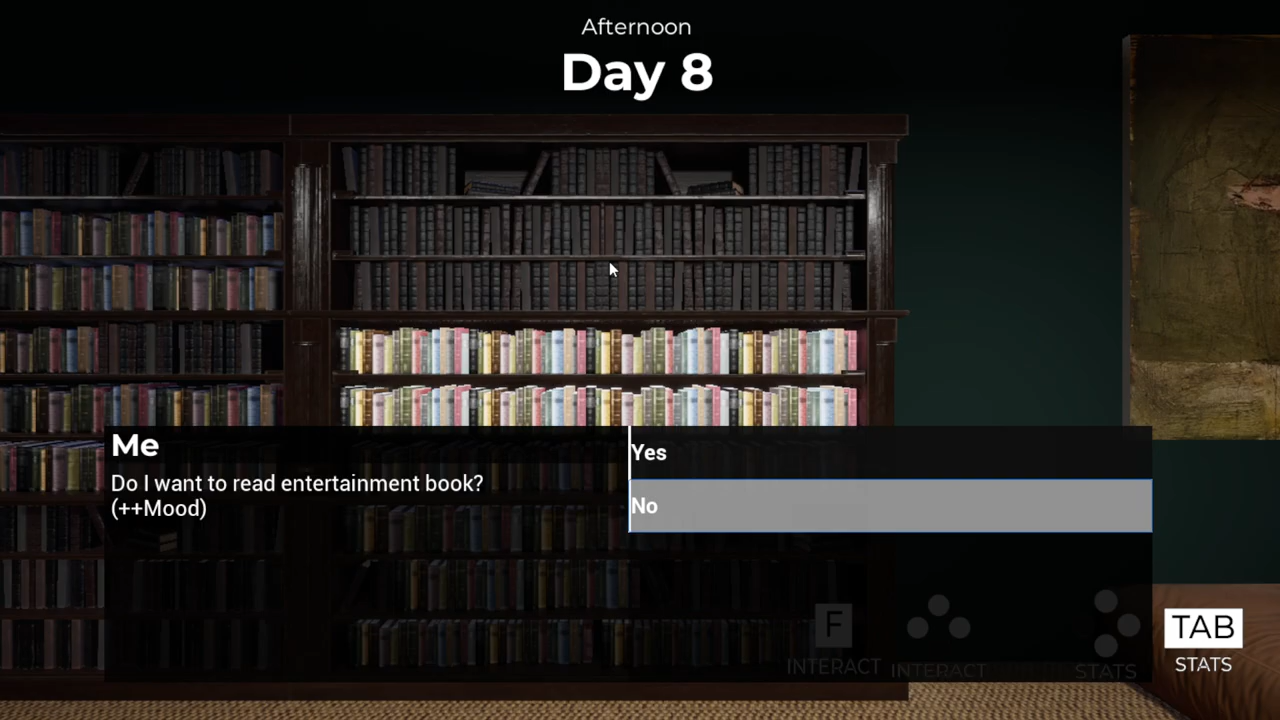 Afternoon
Day 8
Me
Do I want to read entertainment book?
(++Mood)
Yes
No
F
INTERACT
INTERACT
STATS
TAB
STATS